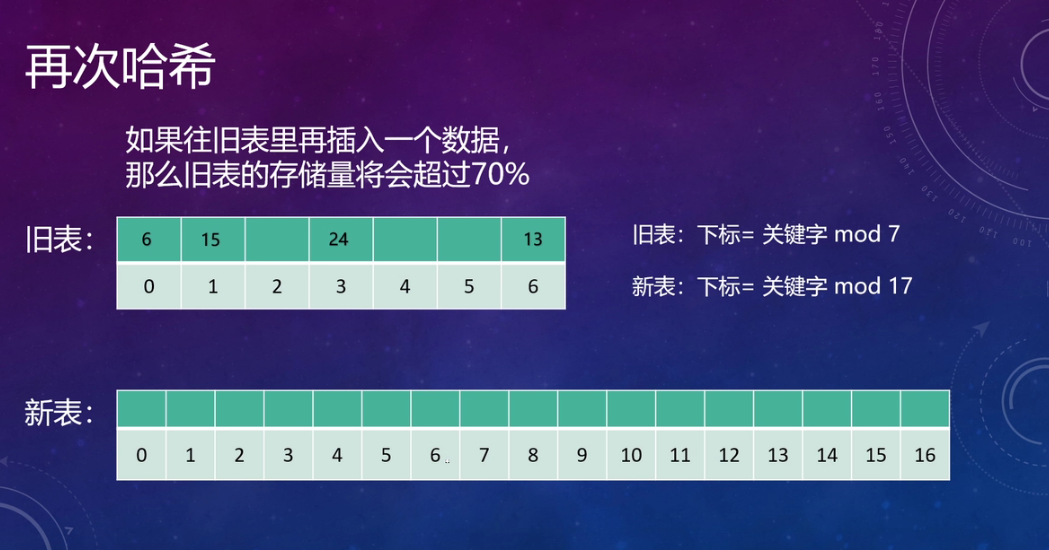 再次哈希
如果往旧表里再插入一个数据，
那么旧表的存储量将会超过70%
旧表：
6 15 24 13
0 1 2 3 4 5 6
旧表：下标= 关键字 mod 7
新表：下标= 关键字 mod 17
新表：
0 1 2 3 4 5 6 7 8 9 10 11 12 13 14 15 16